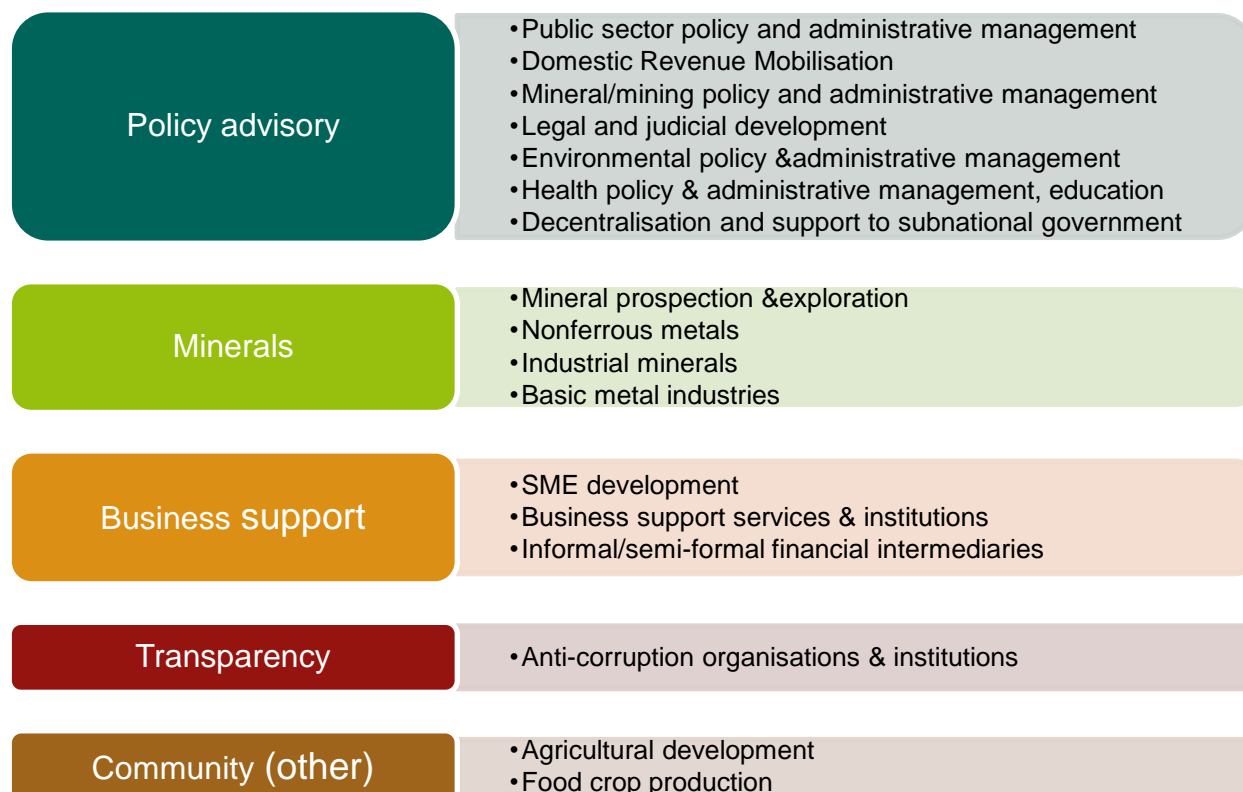 Policy advisory
•Public sector policy and administrative management
•Domestic Revenue Mobilisation
•Mineral/mining policy and administrative management
•Legal and judicial development
•Environmental policy &administrative management
•Health policy & administrative management, education
•Decentralisation and support to subnational government
Minerals
•Mineral prospection &exploration
•Nonferrous metals
•Industrial minerals
•Basic metal industries
Business support
•SME development
•Business support services & institutions
•Informal/semi-formal financial intermediaries
Transparency
•Anti-corruption organisations & institutions
Community (other)
•Agricultural development
•Food crop production